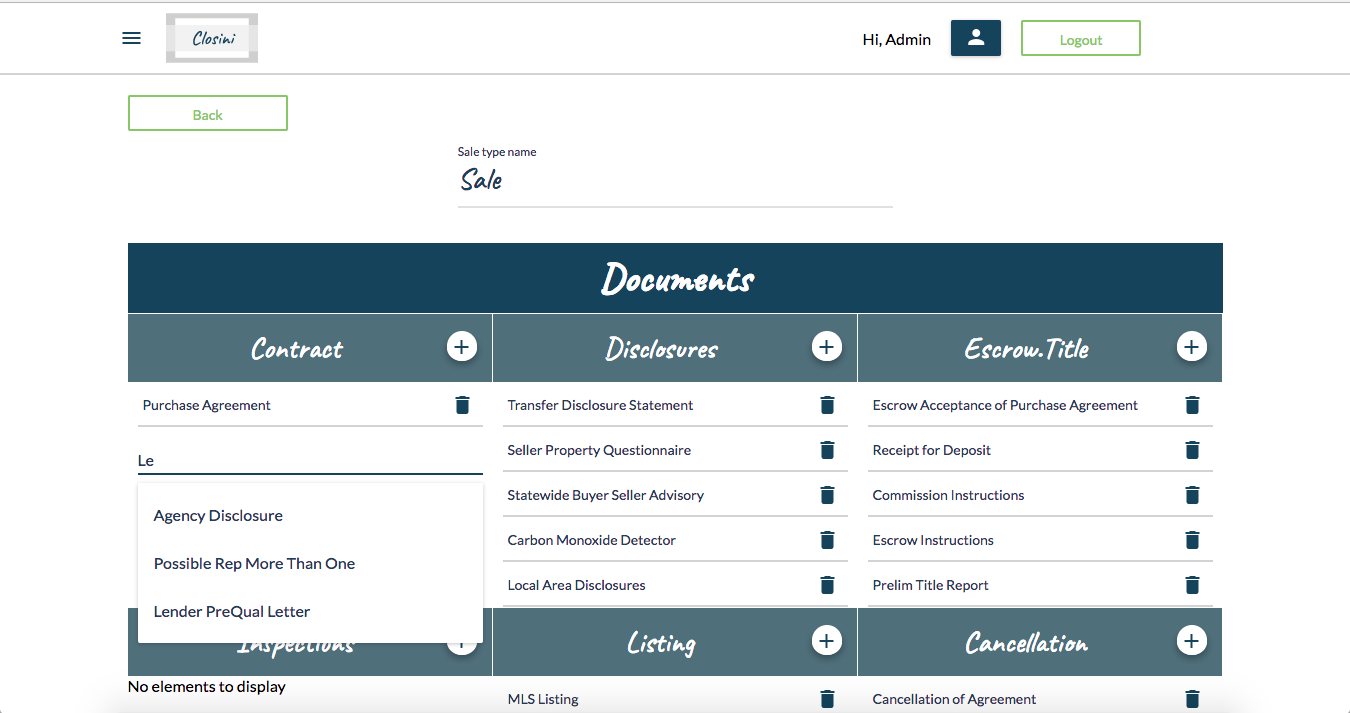 Closini
Hi, Admin
Logout
Back
Sale type name
Sale
Documents
Contract
Disclosures
Escrow.Title
Purchase Agreement
Transfer Disclosure Statement
Escrow Acceptance of Purchase Agreement
Le
Seller Property Questionnaire
Receipt for Deposit
Agency Disclosure
Statewide Buyer Seller Advisory
Commission Instructions
Possible Rep More Than One
Carbon Monoxide Detector
Escrow Instructions
Lender PreQual Letter
Local Area Disclosures
Prelim Title Report
Inspections
Listing
Cancellation
No elements to display
MLS Listing
Cancellation of Agreement